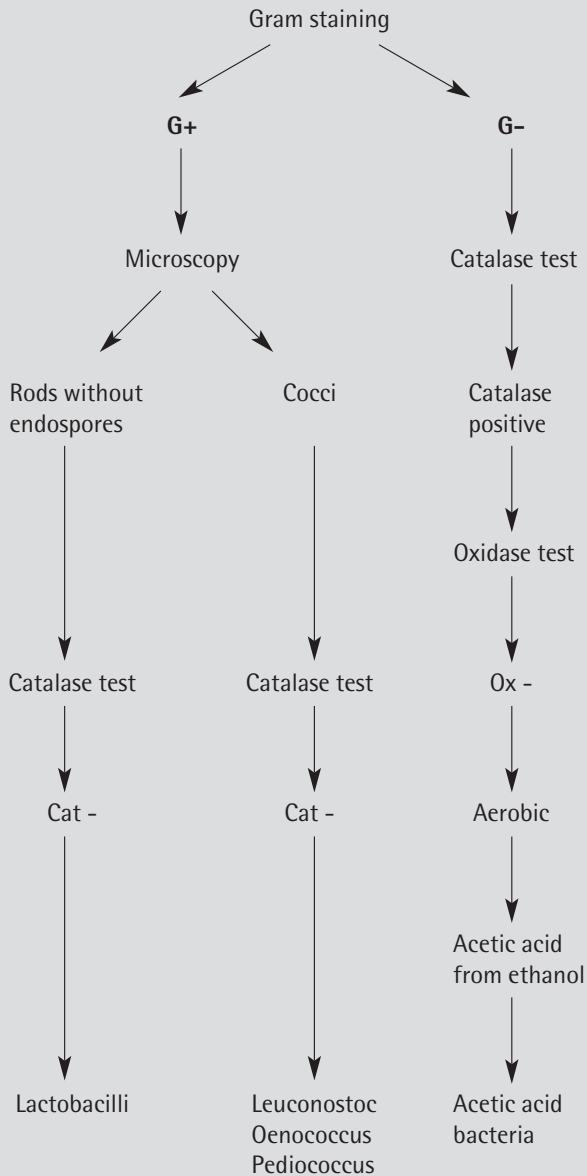 Gram staining
G+
G-
Microscopy
Catalase test
Rods without
endospores
Cocci
Catalase
positive
Oxidase test
Catalase test
Catalase test
Ox -
Cat -
Cat -
Aerobic
Acetic acid
from ethanol
Lactobacilli
Leuconostoc
Oenococcus
Pediococcus
Acetic acid
bacteria